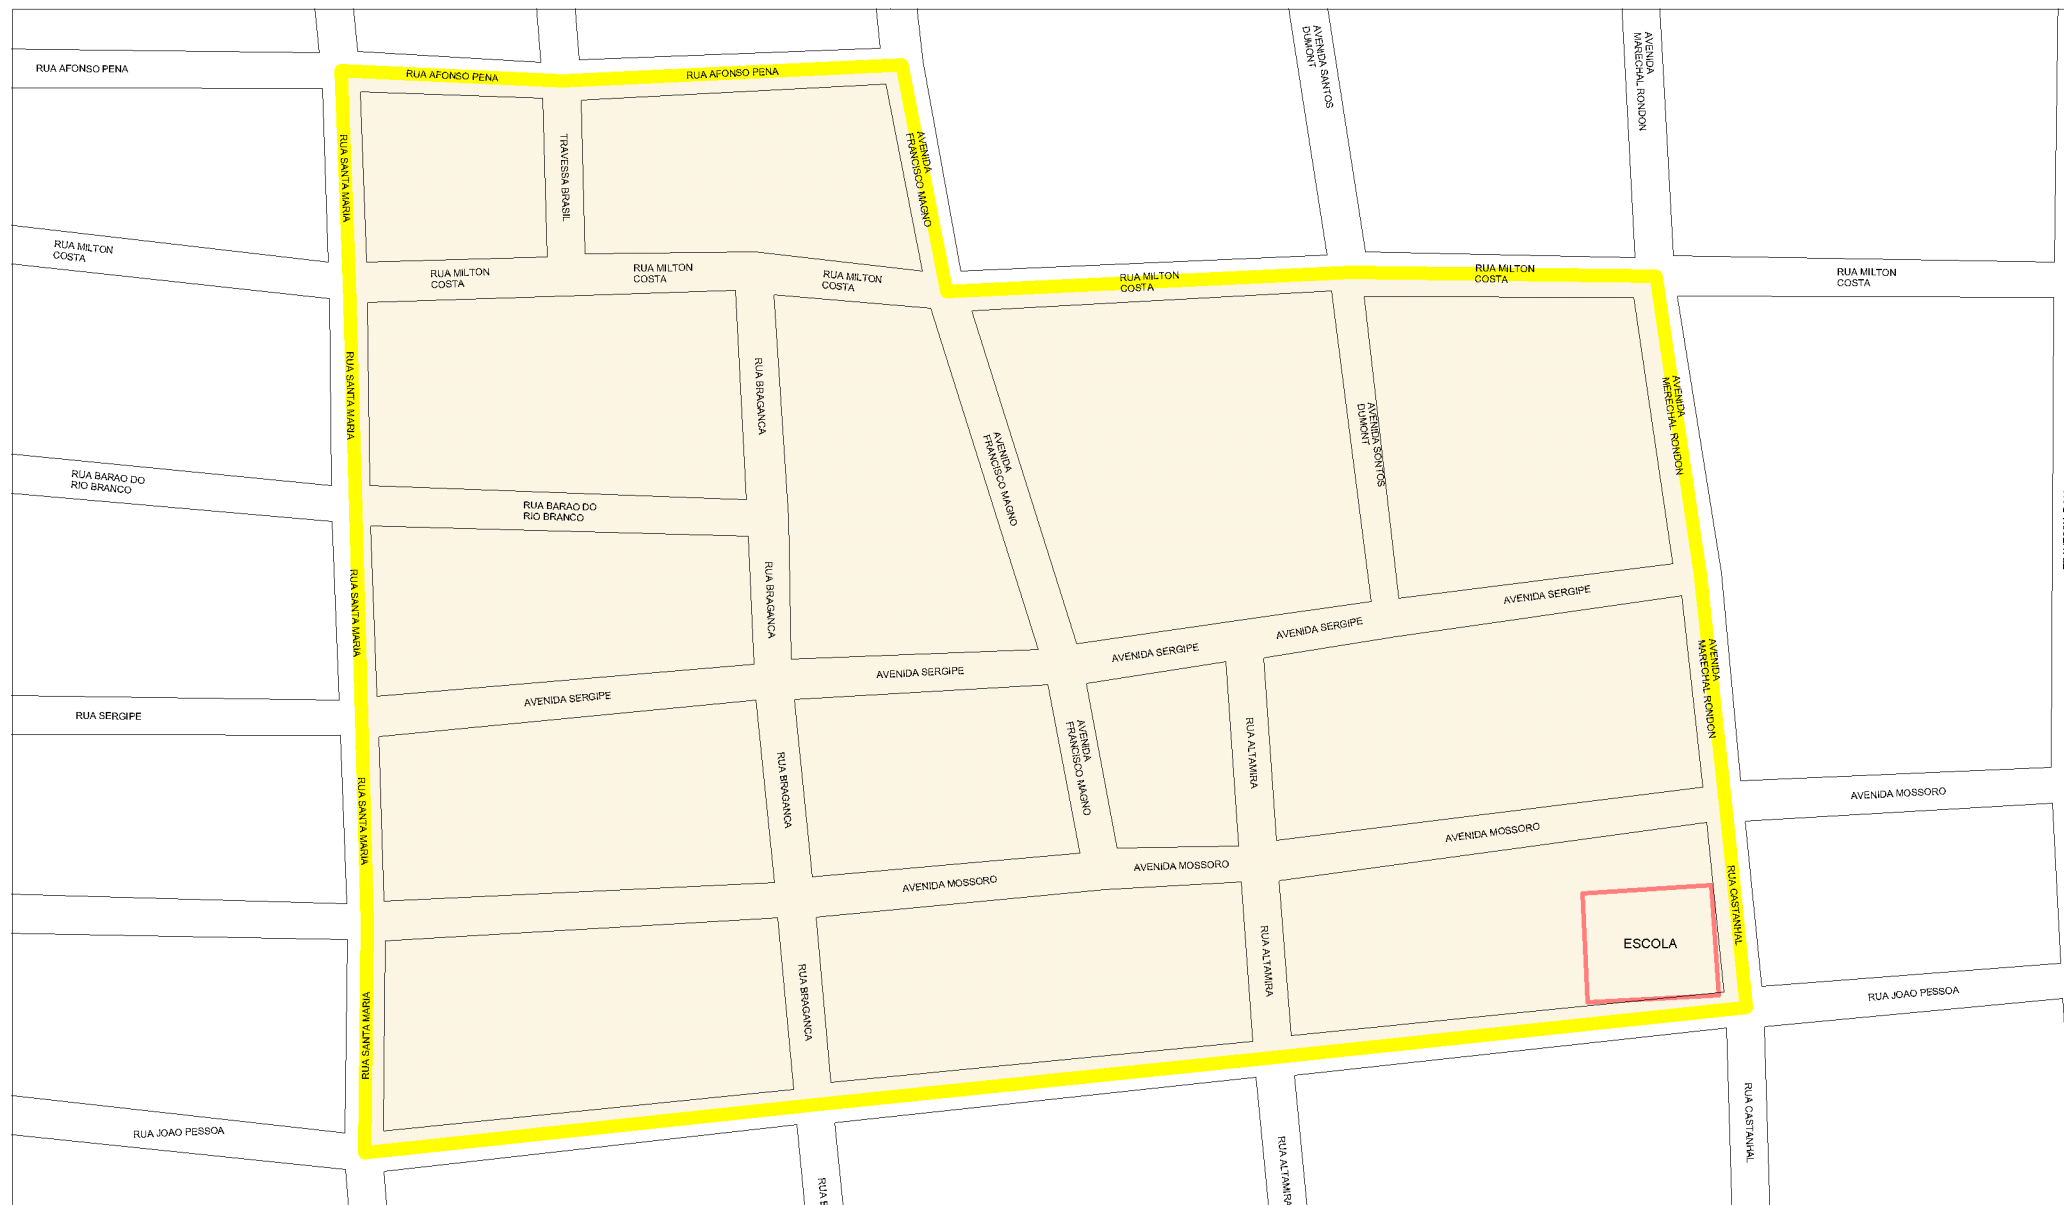 AVENIDA SANTOS
DUMONT
AVENIDA
MARECHAL RONDON
RUA AFONSO PENA
RUA AFONSO PENA
RUA AFONSO PENA
RUA SANTA MARIA
TRAVESSA BRASIL
AVENIDA
FRANCISCO MAGNO
RUA MILTON
COSTA
RUA MILTON
COSTA
RUA MILTON
COSTA
RUA MILTON
COSTA
RUA MILTON
COSTA
RUA MILTON
COSTA
RUA MILTON
COSTA
RUA SANTA MARIA
RUA BRAGANCA
AVENIDA
FRANCISCO MAGNO
AVENIDA SONTOS
DUMONT
AVENIDA
MERECHAL RONDON
RUA BARAO DO
RIO BRANCO
RUA BARAO DO
RIO BRANCO
RUA SANTA MARIA
RUA BRAGANCA
AVENIDA SERGIPE
AVENIDA SERGIPE
AVENIDA SERGIPE
AVENIDA SERGIPE
AVENIDA SERGIPE
RUA SERGIPE
AVENIDA
MARECHAL RONDON
RUA SANTA MARIA
RUA BRAGANCA
AVENIDA
FRANCISCO MAGNO
RUA ALTAMIRA
AVENIDA MOSSORO
AVENIDA MOSSORO
AVENIDA MOSSORO
AVENIDA MOSSORO
RUA CASTANHAL
ESCOLA
RUA SANTA MARIA
RUA BRAGANCA
RUA ALTAMIRA
RUA JOAO PESSOA
RUA JOAO PESSOA
RUA CASTANHAL
RUA ALTAMIRA
RUA